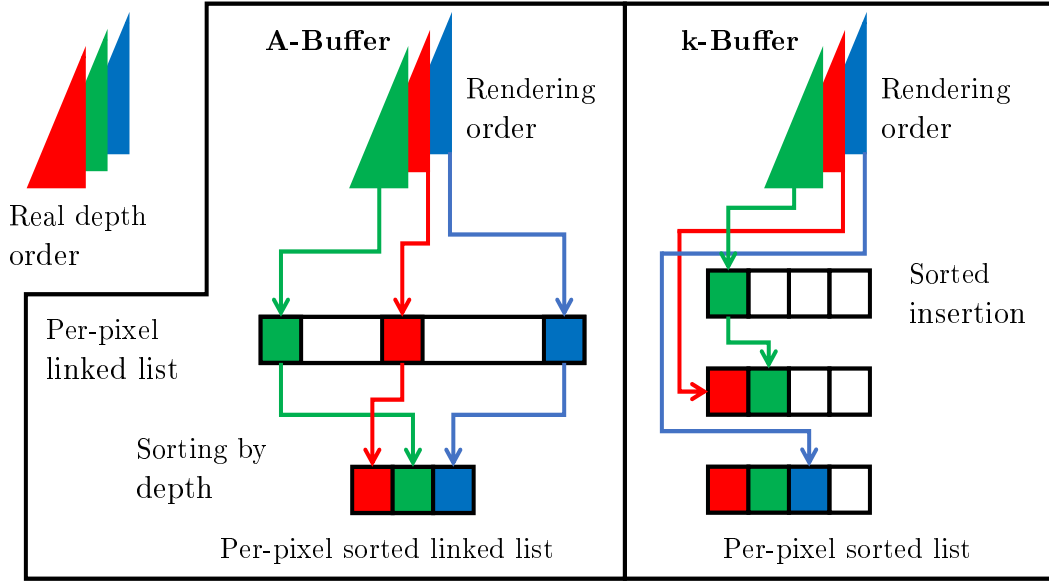 Real depth
order
A-Buffer
Rendering
order
Per-pixel
linked list
Sorting by
depth
Per-pixel sorted linked list
k-Buffer
Rendering
order
Sorted
insertion
Per-pixel sorted list